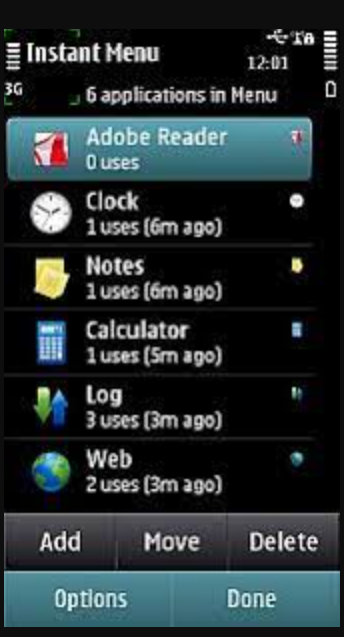 Instant Menu
12:01
3G
6 applications in Menu
Adobe Reader
0 uses
Clock
1 uses (6m ago)
Notes
1 uses (6m ago)
Calculator
1 uses (5m ago)
Log
3 uses (3m ago)
Web
2 uses (3m ago)
Add Move Delete
Options Done